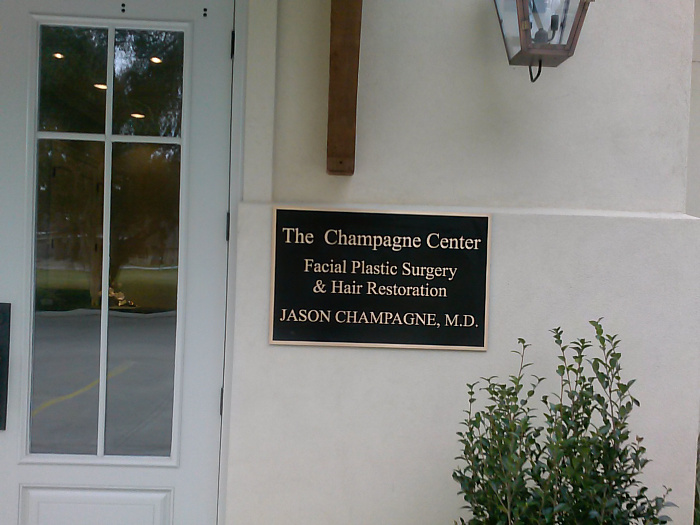 The Champagne Center
Facial Plastic Surgery
& Hair Restoration
JASON CHAMPAGNE, M.D.